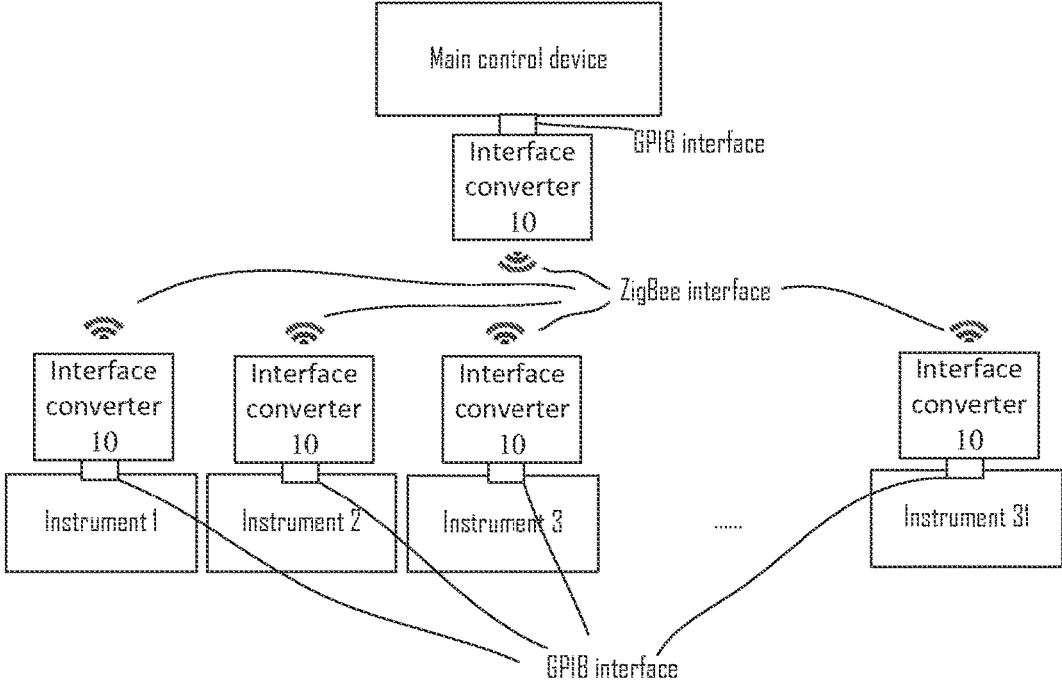 Main control device
GPIB interface
Interface
converter
10
ZigBee interface
Interface
converter
10
Interface
converter
10
Interface
converter
10
Interface
converter
10
Instrument 1
Instrument 2
Instrument 3
......
Instrument 31
GPIB interface